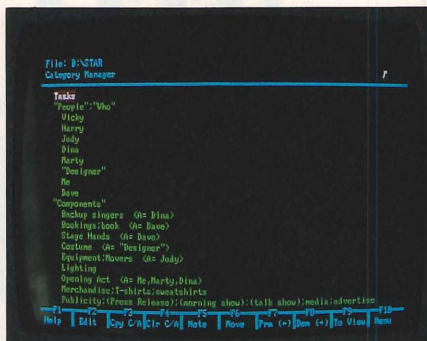 File: B:\STAR
Category Manager
F
Tasks
"People";"Who"
Vicky
Harry
Judy
Dina
Marty
"Designer"
Me
Dave
"Components"
Backup singers <A= Dina>
Bookings;book <A= Dave>
Stage Hands <A= Dave>
Costume <A= "Designer">
Equipment;Movers <A= Judy>
Lighting
Opening Act <A= Me,Marty,Dina>
Merchandise;T-shirts;sweatshirts
Publicity;(Press Release);(morning show);(talk show);media;advertise
F1 F2 F3 F4 F5 F6 F7 F8 F9 F10
Help Edit Cpy C/A Clr C/A Note Move Prm (←) Dem (→) To View Menu